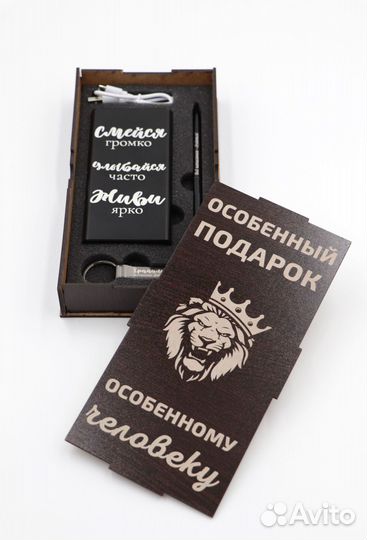 Смейся
громко
улыбайся
часто
Живи
ярко
ОСОБЕННЫЙ
ПОДАРОК
ОСОБЕННОМУ
человеку
Avito